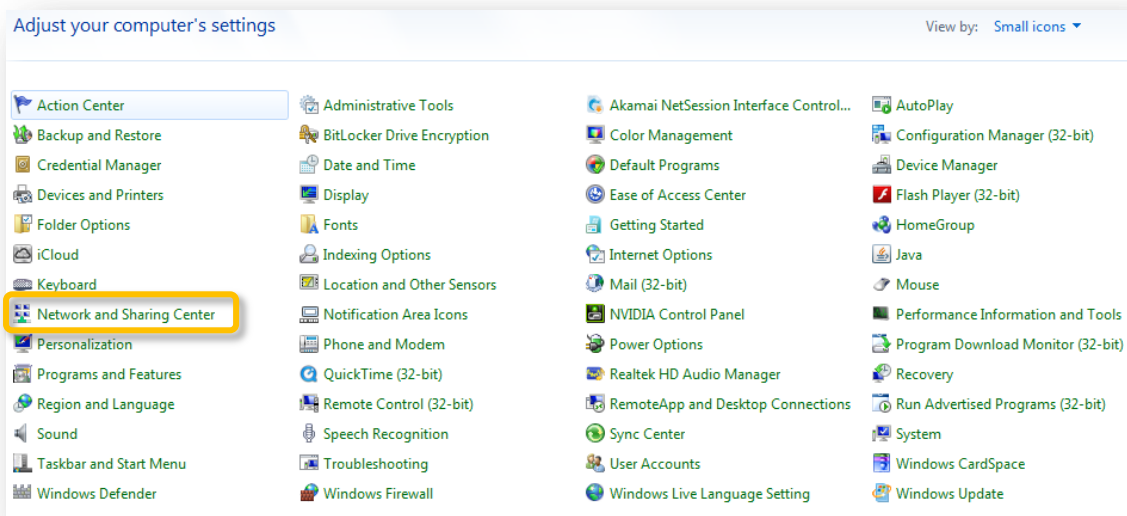 Adjust your computer's settings
View by: Small icons
Action Center
Administrative Tools
Akamai NetSession Interface Control...
AutoPlay
Backup and Restore
BitLocker Drive Encryption
Color Management
Configuration Manager (32-bit)
Credential Manager
Date and Time
Default Programs
Device Manager
Devices and Printers
Display
Ease of Access Center
Flash Player (32-bit)
Folder Options
Fonts
Getting Started
HomeGroup
iCloud
Indexing Options
Internet Options
Java
Keyboard
Location and Other Sensors
Mail (32-bit)
Mouse
Network and Sharing Center
Notification Area Icons
NVIDIA Control Panel
Performance Information and Tools
Personalization
Phone and Modem
Power Options
Program Download Monitor (32-bit)
Programs and Features
QuickTime (32-bit)
Realtek HD Audio Manager
Recovery
Region and Language
Remote Control (32-bit)
RemoteApp and Desktop Connections
Run Advertised Programs (32-bit)
Sound
Speech Recognition
Sync Center
System
Taskbar and Start Menu
Troubleshooting
User Accounts
Windows CardSpace
Windows Defender
Windows Firewall
Windows Live Language Setting
Windows Update